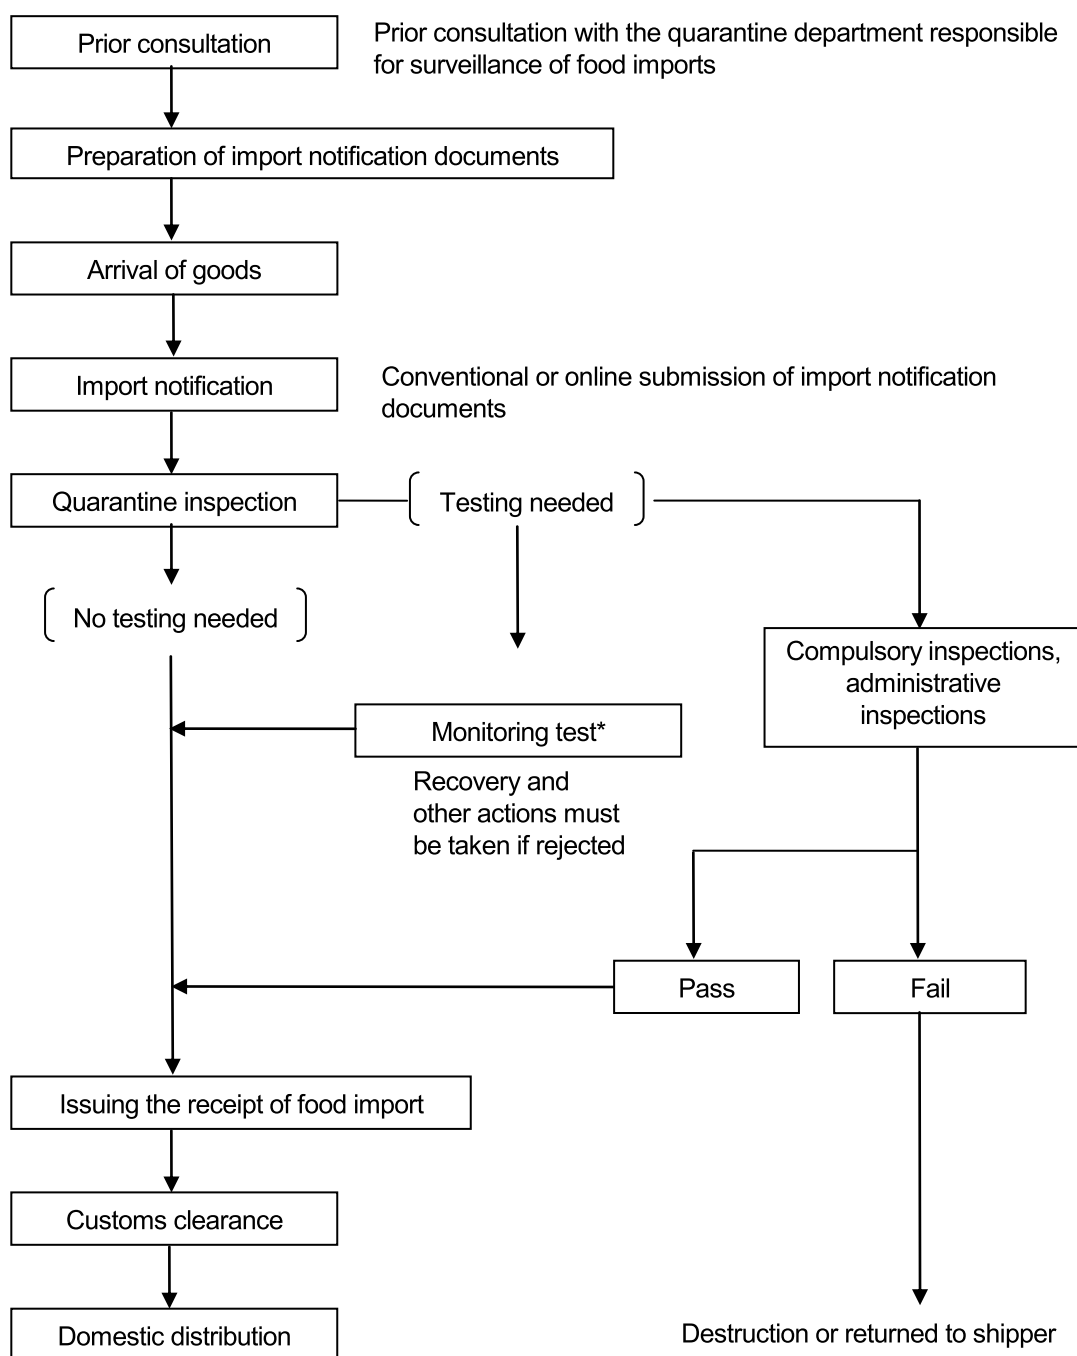 Prior consultation
Prior consultation with the quarantine department responsible
for surveillance of food imports
Preparation of import notification documents
Arrival of goods
Import notification
Conventional or online submission of import notification
documents
Quarantine inspection
Testing needed
No testing needed
Compulsory inspections,
administrative
inspections
Monitoring test*
Recovery and
other actions must
be taken if rejected
Pass
Fail
Issuing the receipt of food import
Customs clearance
Domestic distribution
Destruction or returned to shipper